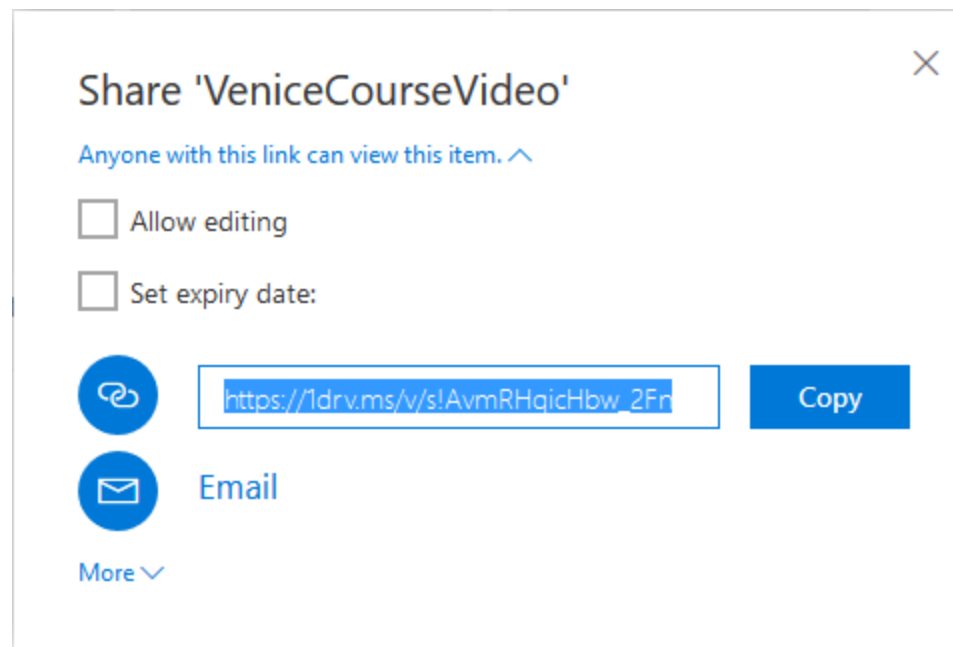 Share 'VeniceCourseVideo'
Anyone with this link can view this item.
Allow editing
Set expiry date:
https://1drv.ms/v/s!AvmRHqicHbw_2Fn
Copy
Email
More